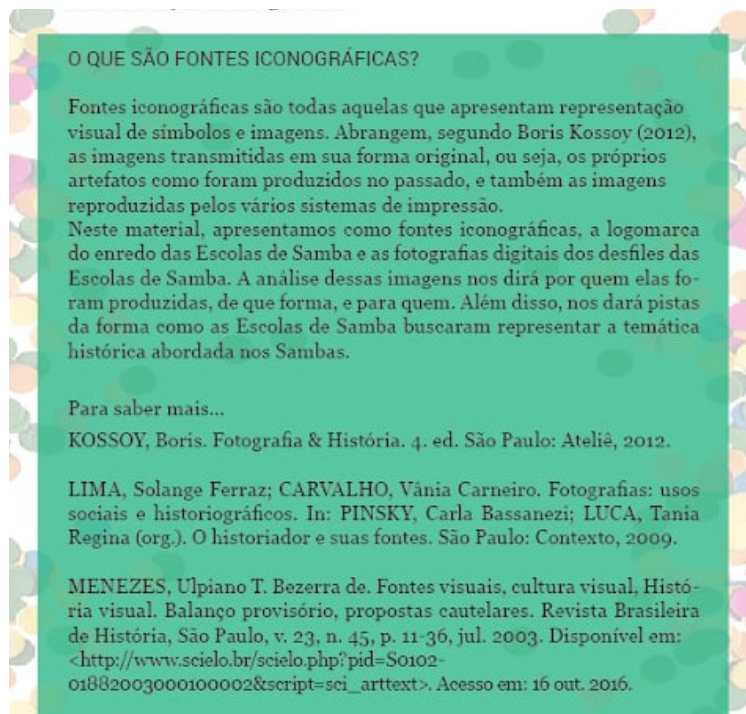 O QUE SÃO FONTES ICONOGRÁFICAS?
Fontes iconográficas são todas aquelas que apresentam representação
visual de símbolos e imagens. Abrangem, segundo Boris Kossoy (2012),
as imagens transmitidas em sua forma original, ou seja, os próprios
artefatos como foram produzidos no passado, e também as imagens
reproduzidas pelos vários sistemas de impressão.
Neste material, apresentamos como fontes iconográficas, a logomarca
do enredo das Escolas de Samba e as fotografias digitais dos desfiles das
Escolas de Samba. A análise dessas imagens nos dirá por quem elas fo-
ram produzidas, de que forma, e para quem. Além disso, nos dará pistas
da forma como as Escolas de Samba buscaram representar a temática
histórica abordada nos Sambas.
Para saber mais...
KOSSOY, Boris. Fotografia & História. 4. ed. São Paulo: Ateliê, 2012.
LIMA, Solange Ferraz; CARVALHO, Vânia Carneiro. Fotografias: usos
sociais e historiográficos. In: PINSKY, Carla Bassanezi; LUCA, Tania
Regina (org.). O historiador e suas fontes. São Paulo: Contexto, 2009.
MENEZES, Ulpiano T. Bezerra de. Fontes visuais, cultura visual, Histó-
ria visual. Balanço provisório, propostas cautelares. Revista Brasileira
de História, São Paulo, v. 23, n. 45, p. 11-36, jul. 2003. Disponível em:
<http://www.scielo.br/scielo.php?pid=S0102-
01882003000100002&script=sci_arttext>. Acesso em: 16 out. 2016.